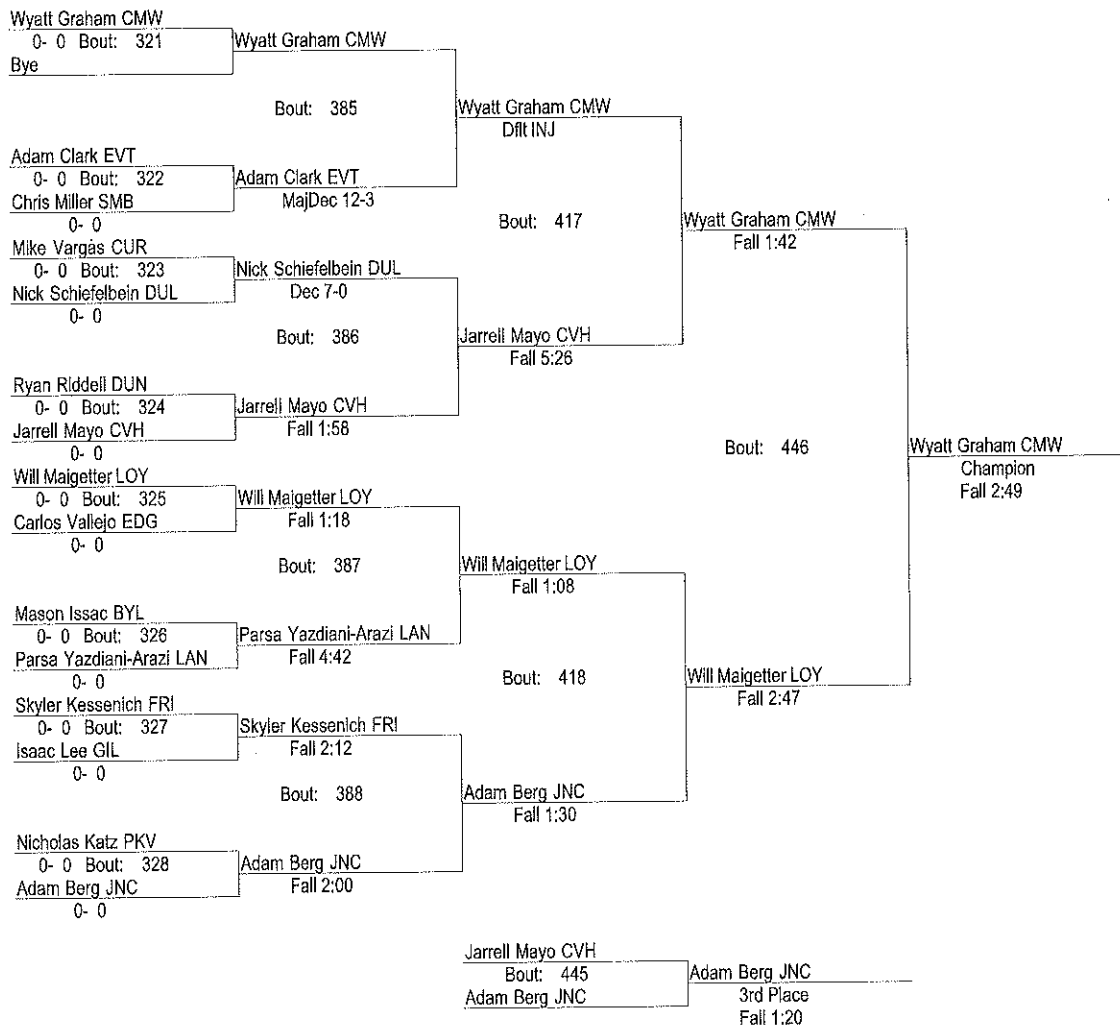 Wyatt Graham CMW
0- 0 Bout: 321
Bye
Wyatt Graham CMW
Bout: 385
Adam Clark EVT
0- 0 Bout: 322
Chris Miller SMB
0- 0
Adam Clark EVT
MajDec 12-3
Wyatt Graham CMW
Dflt INJ
Mike Vargas CUR
0- 0 Bout: 323
Nick Schiefelbein DUL
0- 0
Nick Schiefelbein DUL
Dec 7-0
Bout: 386
Ryan Riddell DUN
0- 0 Bout: 324
Jarrell Mayo CVH
0- 0
Jarrell Mayo CVH
Fall 1:58
Jarrell Mayo CVH
Fall 5:26
Bout: 417
Wyatt Graham CMW
Fall 1:42
Will Maigetter LOY
0- 0 Bout: 325
Carlos Vallejo EDG
0- 0
Will Maigetter LOY
Fall 1:18
Bout: 387
Mason Issac BYL
0- 0 Bout: 326
Parsa Yazdiani-Arazi LAN
0- 0
Parsa Yazdiani-Arazi LAN
Fall 4:42
Will Maigetter LOY
Fall 1:08
Skyler Kessenich FRI
0- 0 Bout: 327
Isaac Lee GIL
0- 0
Skyler Kessenich FRI
Fall 2:12
Bout: 388
Nicholas Katz PKV
0- 0 Bout: 328
Adam Berg JNC
0- 0
Adam Berg JNC
Fall 2:00
Adam Berg JNC
Fall 1:30
Bout: 418
Will Maigetter LOY
Fall 2:47
Bout: 446
Wyatt Graham CMW
Champion
Fall 2:49
Jarrell Mayo CVH
Bout: 445
Adam Berg JNC
Adam Berg JNC
3rd Place
Fall 1:20